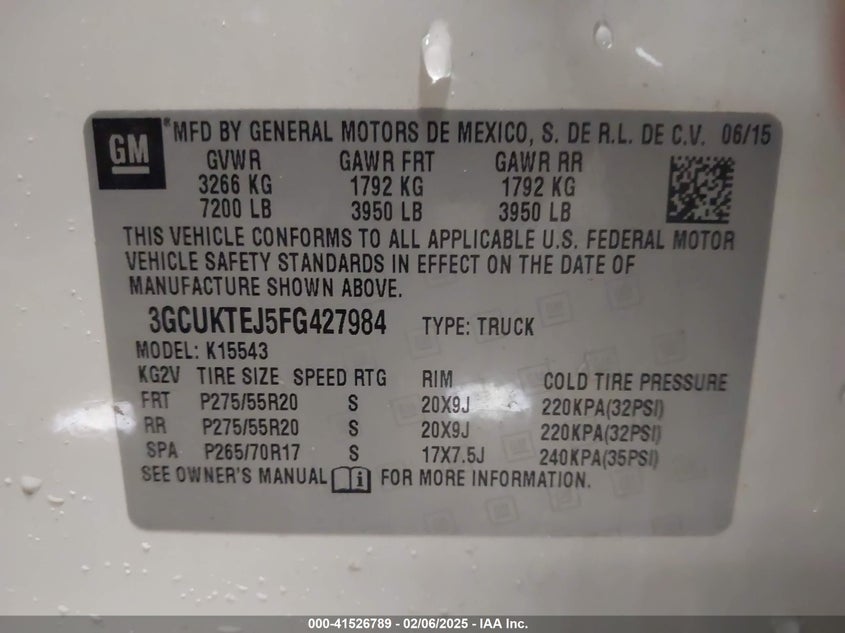 GM
*MFD BY GENERAL MOTORS DE MEXICO, S. DE R.L. DE C.V. 06/15
GVWR GAWR FRT GAWR RR
3266 KG 1792 KG 1792 KG
7200 LB 3950 LB 3950 LB
THIS VEHICLE CONFORMS TO ALL APPLICABLE U.S. FEDERAL MOTOR
VEHICLE SAFETY STANDARDS IN EFFECT ON THE DATE OF
MANUFACTURE SHOWN ABOVE.
3GCUKTEJ5FG427984 TYPE: TRUCK
MODEL: K15543
KG2V TIRE SIZE SPEED RTG RIM COLD TIRE PRESSURE
FRT P275/55R20 S 20X9J 220KPA(32PSI)
RR P275/55R20 S 20X9J 220KPA(32PSI)
SPA P265/70R17 S 17X7.5J 240KPA(35PSI)
SEE OWNER'S MANUAL FOR MORE INFORMATION.
000-41526789 - 02/06/2025 - IAA Inc.